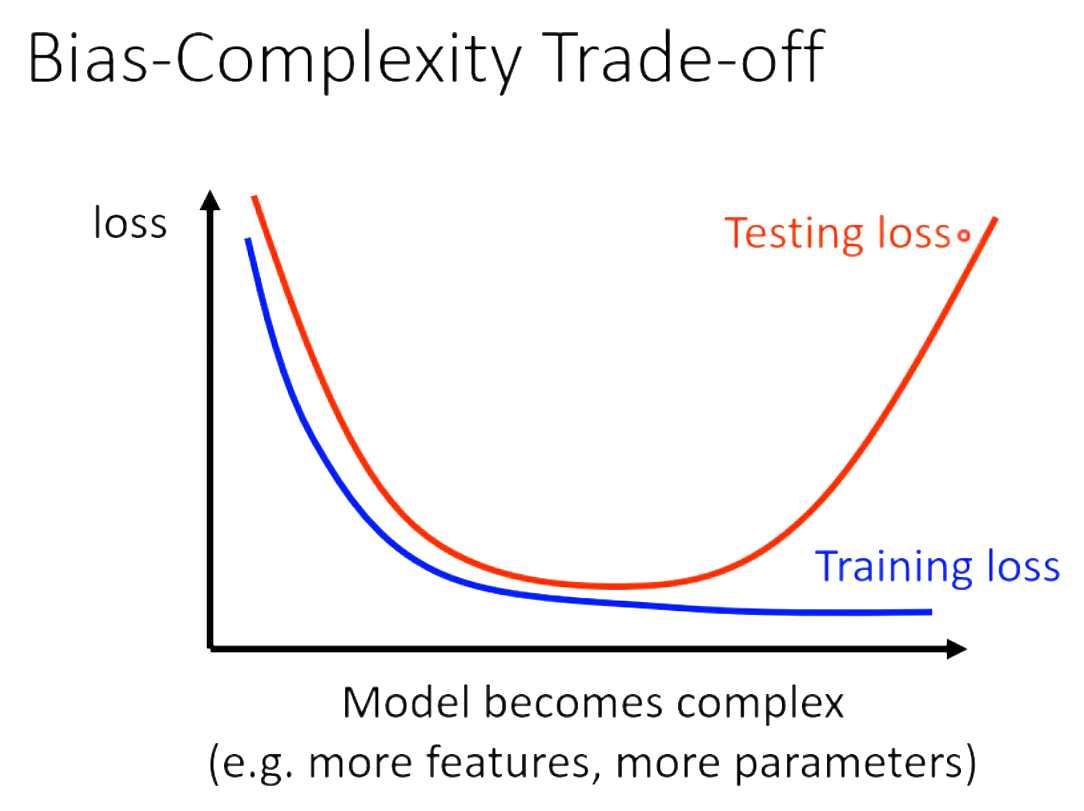 Bias-Complexity Trade-off
loss
Testing loss
Training loss
Model becomes complex
(e.g. more features, more parameters)